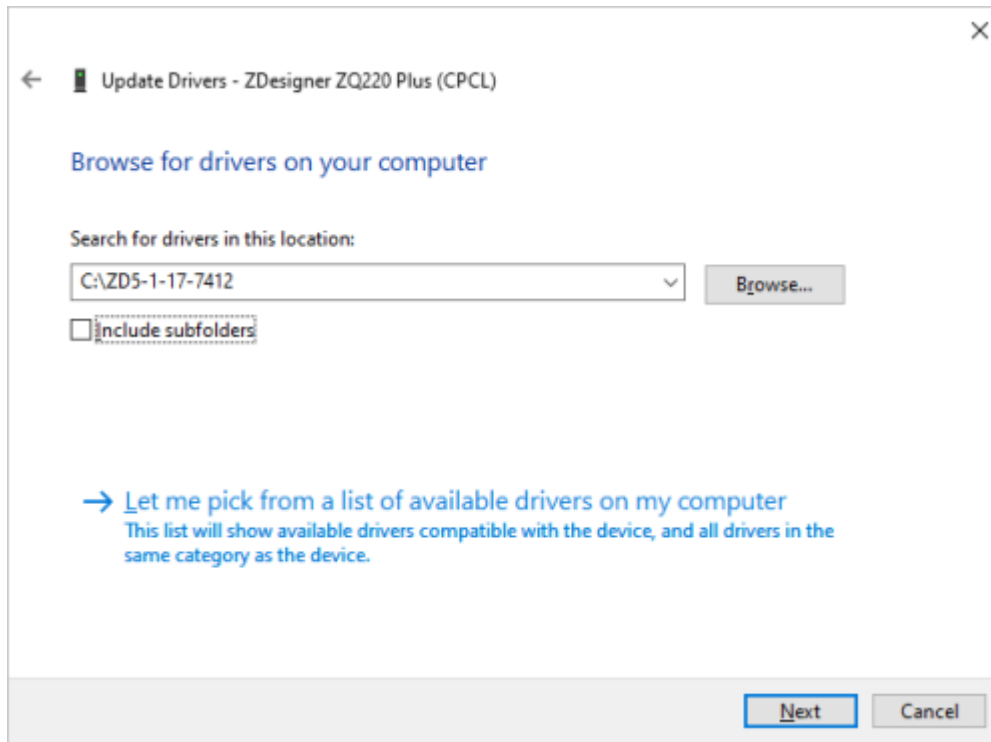 Update Drivers - ZDesigner ZQ220 Plus (CPCL)
Browse for drivers on your computer
Search for drivers in this location:
C:\ZD5-1-17-7412
Browse...
Include subfolders
Let me pick from a list of available drivers on my computer
This list will show available drivers compatible with the device, and all drivers in the
same category as the device.
Next
Cancel